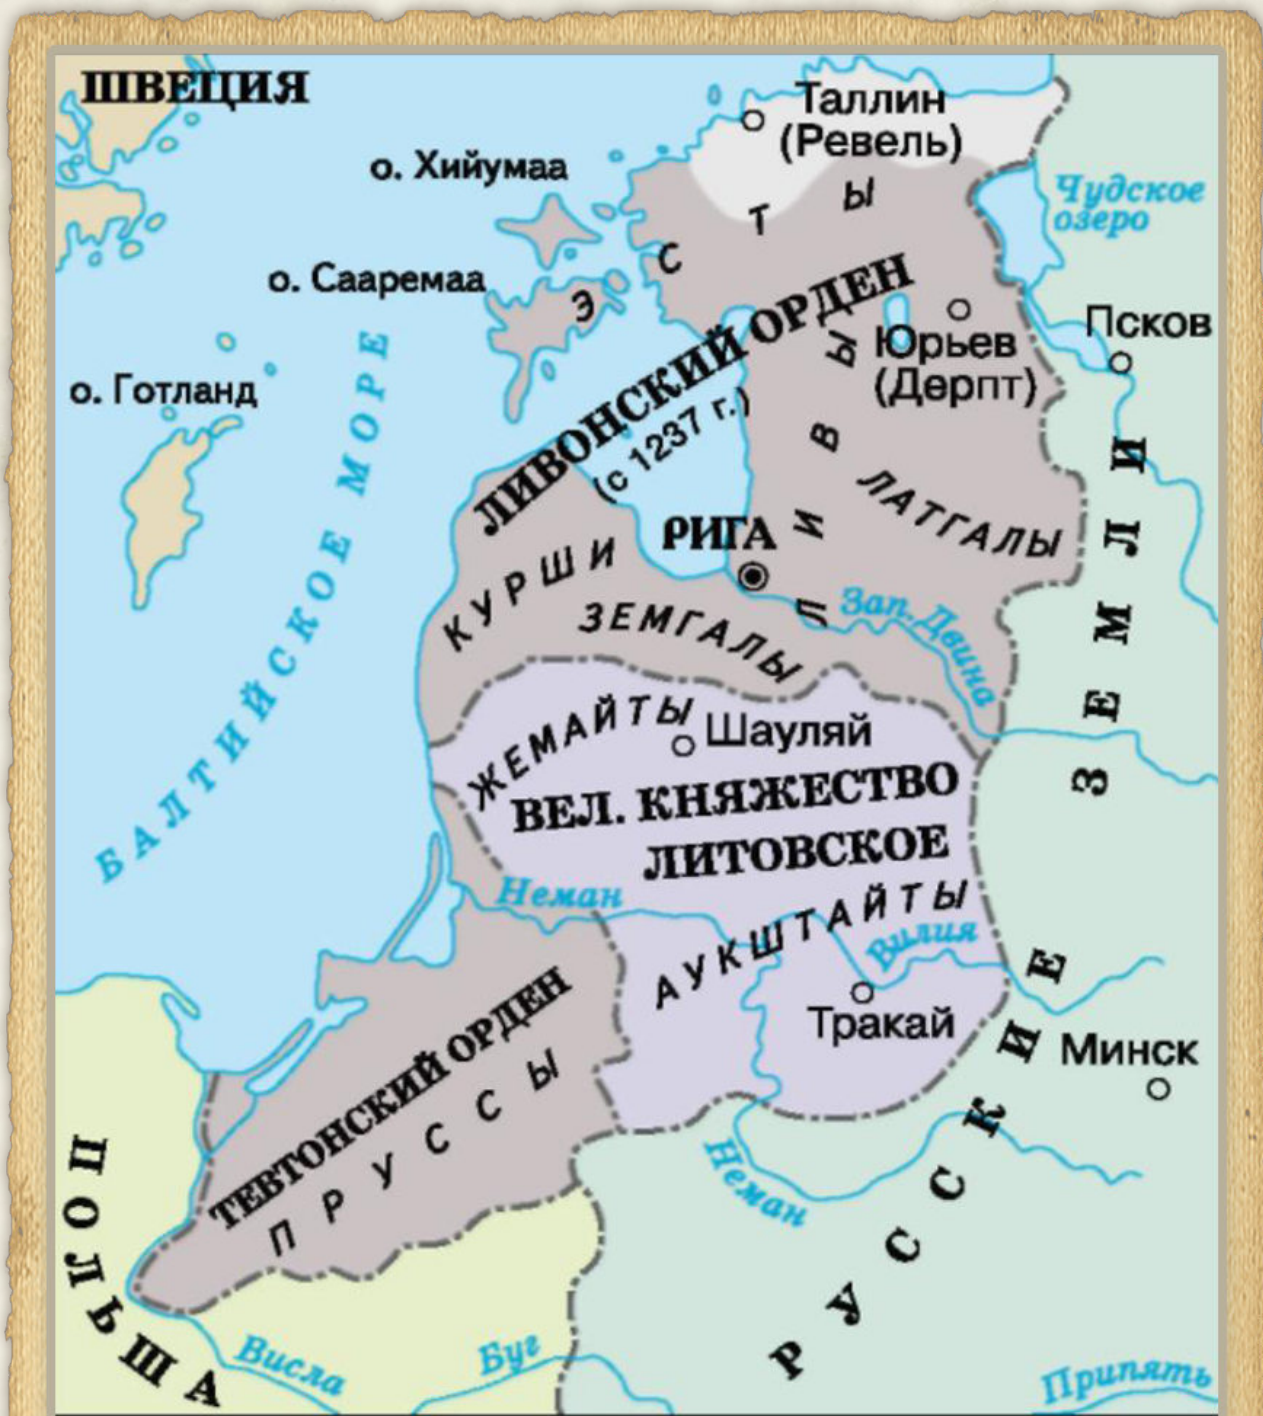 ШВЕЦИЯ
Таллин
(Ревель)
о. Хийумаа
Чудское
озеро
о. Сааремаа
ЭСТЫ
ЛИВОНСКИЙ ОРДЕН
(с 1237 г.)
Юрьев
(Дерпт)
Псков
о. Готланд
БАЛТИЙСКОЕ МОРЕ
ЛИВЫ
ЛАТГАЛЫ
РИГА
КУРШИ
ЗЕМГАЛЫ
Зап. Двина
ЖЕМАЙТЫ
Шауляй
ВЕЛ. КНЯЖЕСТВО
ЛИТОВСКОЕ
Неман
АУКШТАЙТЫ
Вилия
Тракай
Минск
ТЕВТОНСКИЙ ОРДЕН
ПРУССЫ
Неман
РУССКИЕ ЗЕМЛИ
ПОЛЬША
Висла
Буг
Припять